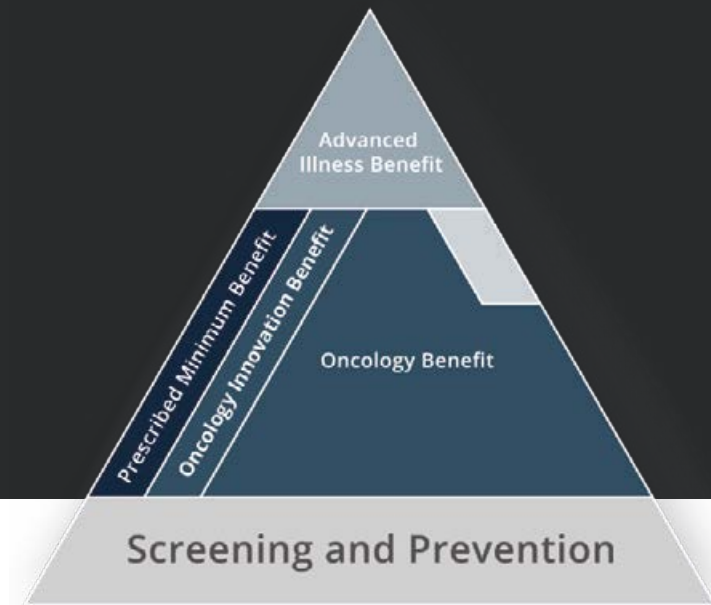 Advanced
Illness Benefit
Prescribed Minimum Benefit
Oncology Innovation Benefit
Oncology Benefit
Screening and Prevention